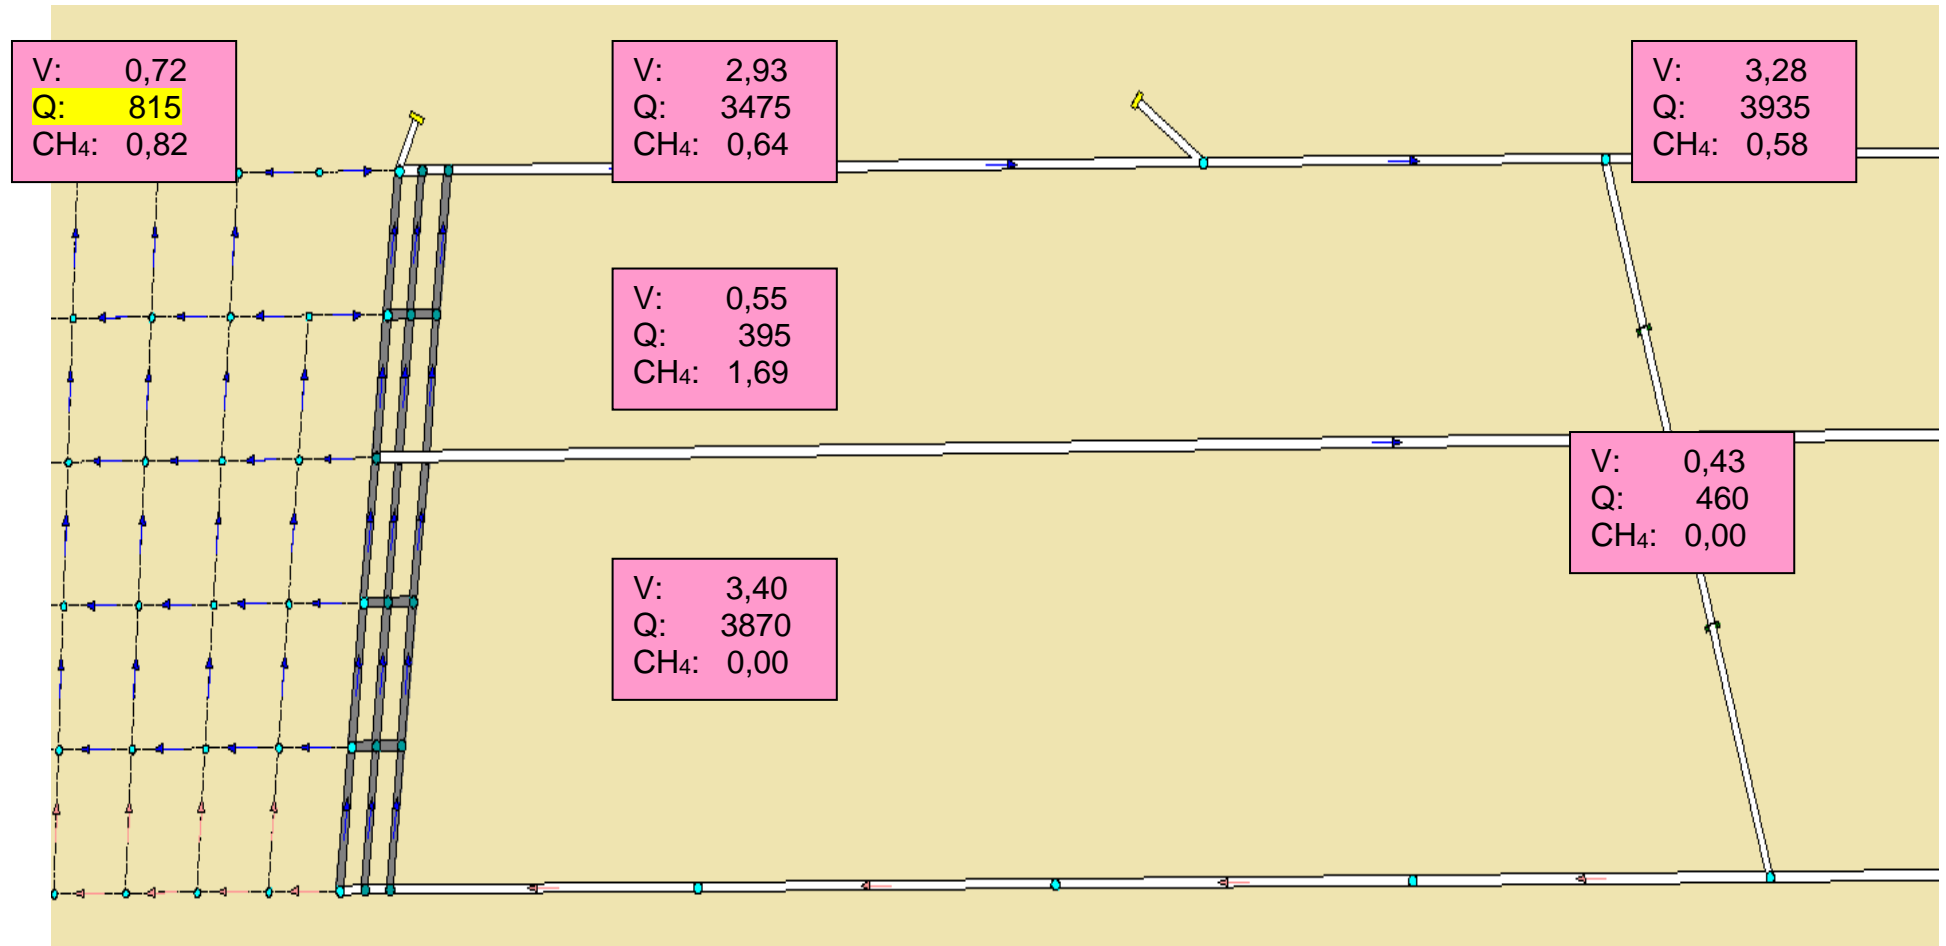 V: 0,72
Q: 815
CH₄: 0,82
V: 2,93
Q: 3475
CH₄: 0,64
V: 3,28
Q: 3935
CH₄: 0,58
V: 0,55
Q: 395
CH₄: 1,69
V: 0,43
Q: 460
CH₄: 0,00
V: 3,40
Q: 3870
CH₄: 0,00